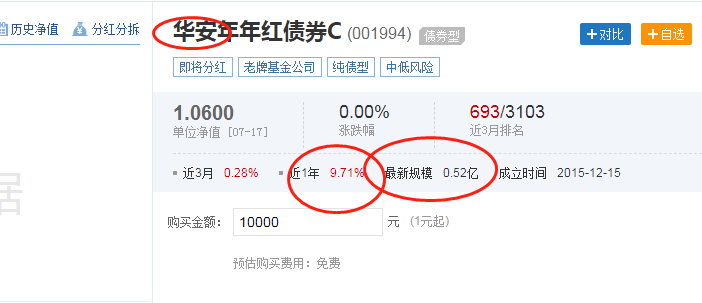 历史净值 分红分拆
居
华安年年红债券C (001994) 债券型 +对比 +自选
即将分红 老牌基金公司 纯债型 中低风险
1.0600 0.00% 693/3103
单位净值 [07-17] 涨跌幅 近3月排名
近3月 0.28% 近1年 9.71% 最新规模 0.52亿 成立时间 2015-12-15
购买金额： 10000 元 (1元起)
预估购买费用：免费